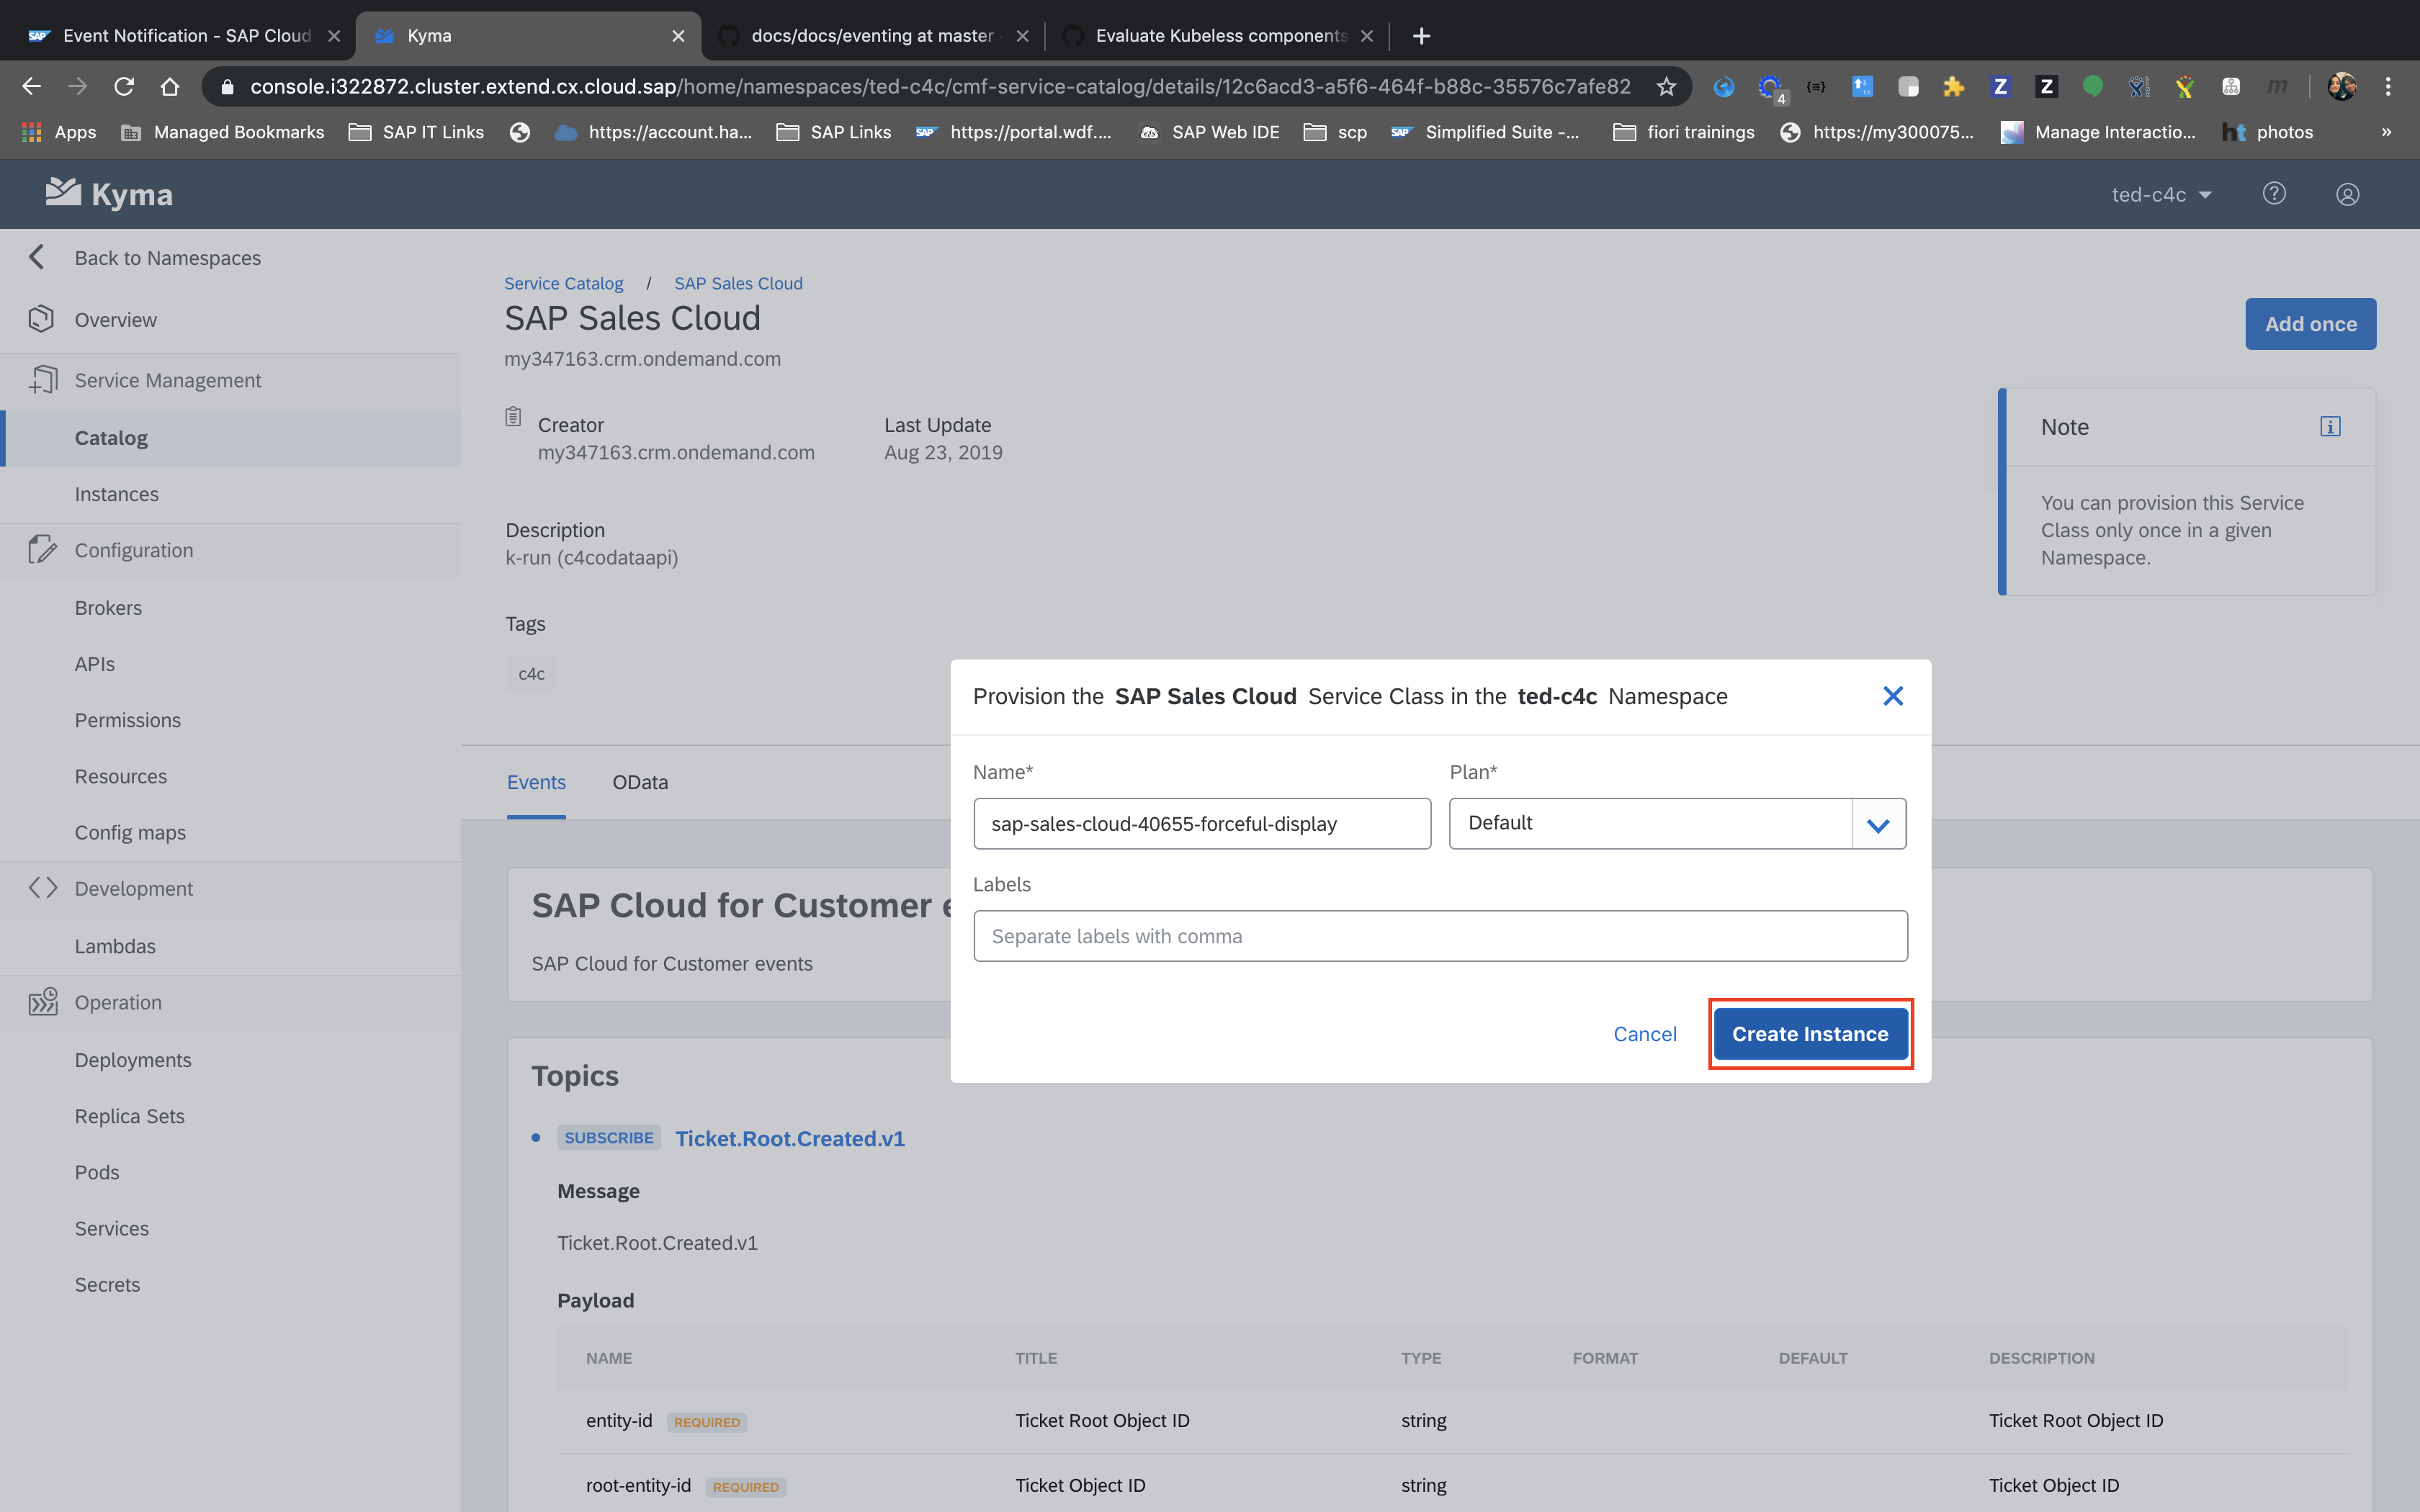 SAP Event Notification - SAP Cloud
Kyma
docs/docs/eventing at master
Evaluate Kubeless components
console.i322872.cluster.extend.cx.cloud.sap/home/namespaces/ted-c4c/cmf-service-catalog/details/12c6acd3-a5f6-464f-b88c-35576c7afe82
4
Z
Z
m
Apps
Managed Bookmarks
SAP IT Links
https://account.ha...
SAP Links
SAP https://portal.wdf....
SAP Web IDE
scp
SAP Simplified Suite -...
fiori trainings
https://my300075...
Manage Interactio...
ht photos
»
Kyma
ted-c4c
Back to Namespaces
Overview
Service Management
Catalog
Instances
Configuration
Brokers
APIs
Permissions
Resources
Config maps
Development
Lambdas
Operation
Deployments
Replica Sets
Pods
Services
Secrets
Service Catalog / SAP Sales Cloud
SAP Sales Cloud
my347163.crm.ondemand.com
Add once
Creator
my347163.crm.ondemand.com
Last Update
Aug 23, 2019
Description
k-run (c4codataapi)
Tags
c4c
Note
You can provision this Service
Class only once in a given
Namespace.
Events
OData
SAP Cloud for Customer e
SAP Cloud for Customer events
Provision the SAP Sales Cloud Service Class in the ted-c4c Namespace
Name*
Plan*
sap-sales-cloud-40655-forceful-display
Default
Labels
Separate labels with comma
Cancel
Create Instance
Topics
SUBSCRIBE Ticket.Root.Created.v1
Message
Ticket.Root.Created.v1
Payload
NAME TITLE TYPE FORMAT DEFAULT DESCRIPTION
entity-id REQUIRED Ticket Root Object ID string Ticket Root Object ID
root-entity-id REQUIRED Ticket Object ID string Ticket Object ID